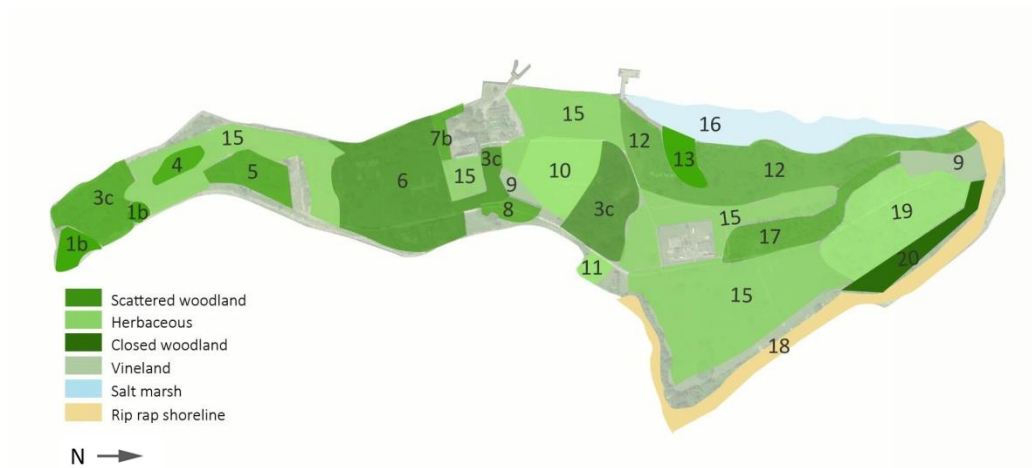 15
16
7b
12
3c
4
5
6
15
9
10
13
12
9
3c
1b
8
3c
15
19
1b
17
11
15
20
18
Scattered woodland
Herbaceous
Closed woodland
Vineland
Salt marsh
Rip rap shoreline
N
15